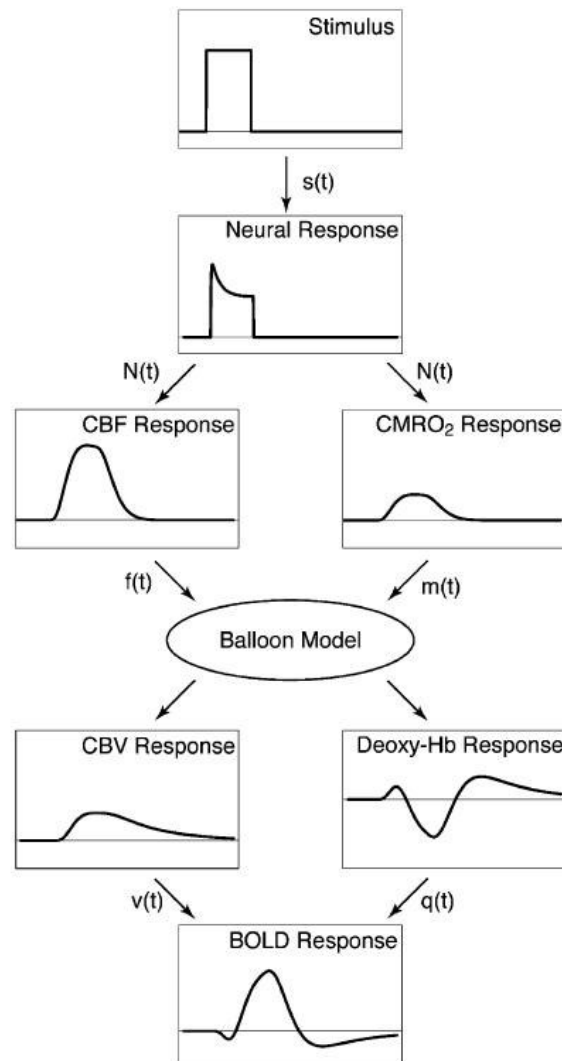 Stimulus
s(t)
Neural Response
N(t) N(t)
CBF Response CMRO₂ Response
f(t) m(t)
Balloon Model
CBV Response Deoxy-Hb Response
v(t) q(t)
BOLD Response